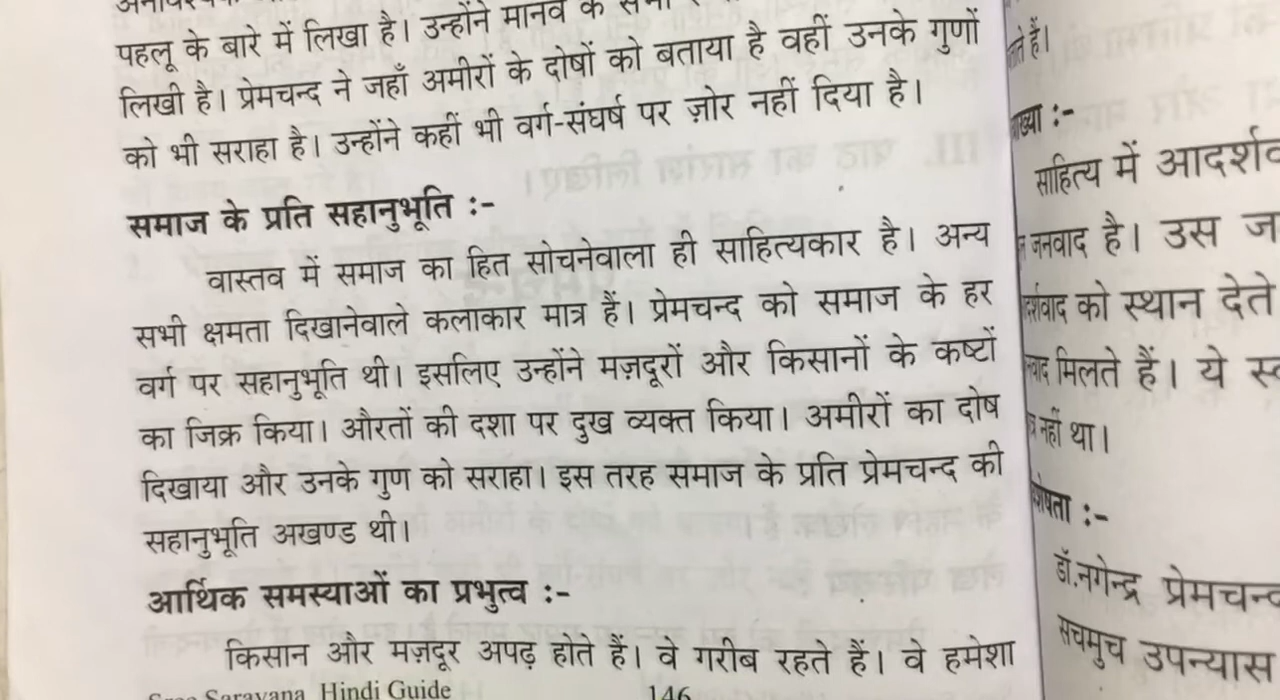 पहलू के बारे में लिखा है। उन्होंने मानव के
लिखी है। प्रेमचन्द ने जहाँ अमीरों के दोषों को बताया है वहीं उनके गुणों
को भी सराहा है। उन्होंने कहीं भी वर्ग-संघर्ष पर ज़ोर नहीं दिया है।
समाज के प्रति सहानुभूति :-
वास्तव में समाज का हित सोचनेवाला ही साहित्यकार है। अन्य
सभी क्षमता दिखानेवाले कलाकार मात्र हैं। प्रेमचन्द को समाज के हर
वर्ग पर सहानुभूति थी। इसलिए उन्होंने मज़दूरों और किसानों के कष्टों
का जिक्र किया। औरतों की दशा पर दुख व्यक्त किया। अमीरों का दोष
दिखाया और उनके गुण को सराहा। इस तरह समाज के प्रति प्रेमचन्द की
सहानुभूति अखण्ड थी।
आर्थिक समस्याओं का प्रभुत्व :-
किसान और मज़दूर अपढ़ होते हैं। वे गरीब रहते हैं। वे हमेशा
Sree Saravana Hindi Guide 146
हैं।
:-
साहित्य में
जनवाद है। उस
को स्थान देते
मिलते हैं। ये
नहीं था।
:-
डॉ.नगेन्द्र प्रेमचन्द
सचमुच उपन्यास